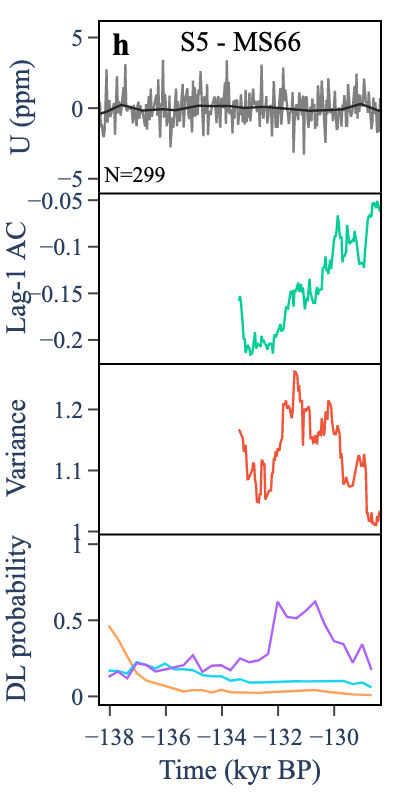 h S5 - MS66
5
0
−5
U (ppm)
N=299
−0.05
−0.1
−0.15
−0.2
Lag-1 AC
1.2
1.1
1
Variance
1
0.5
0
DL probability
−138 −136 −134 −132 −130
Time (kyr BP)